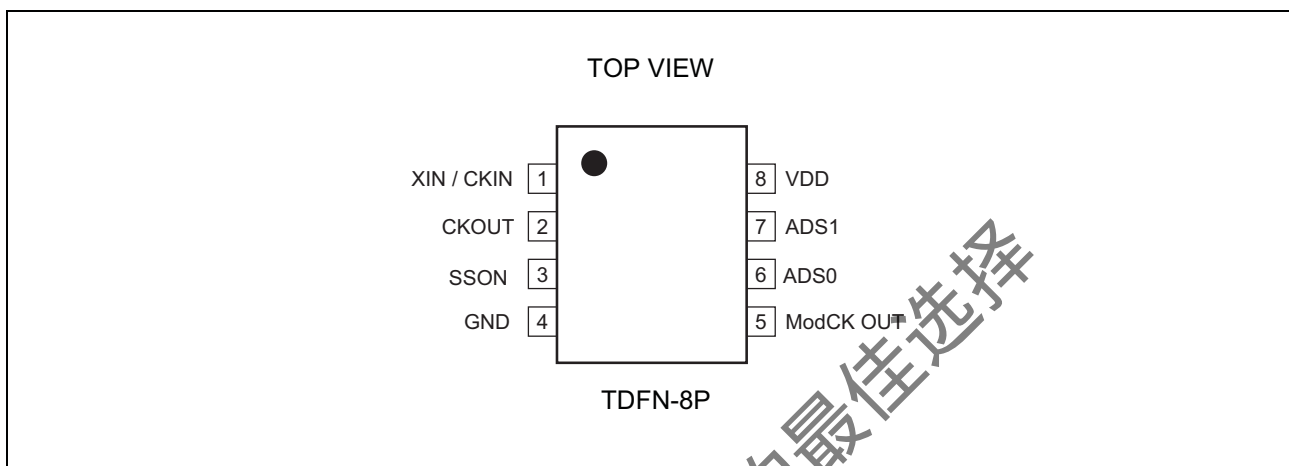 TOP VIEW
XIN / CKIN 1
8 VDD
CKOUT 2
7 ADS1
SSON 3
6 ADS0
GND 4
5 ModCK OUT
TDFN-8P
最佳选择